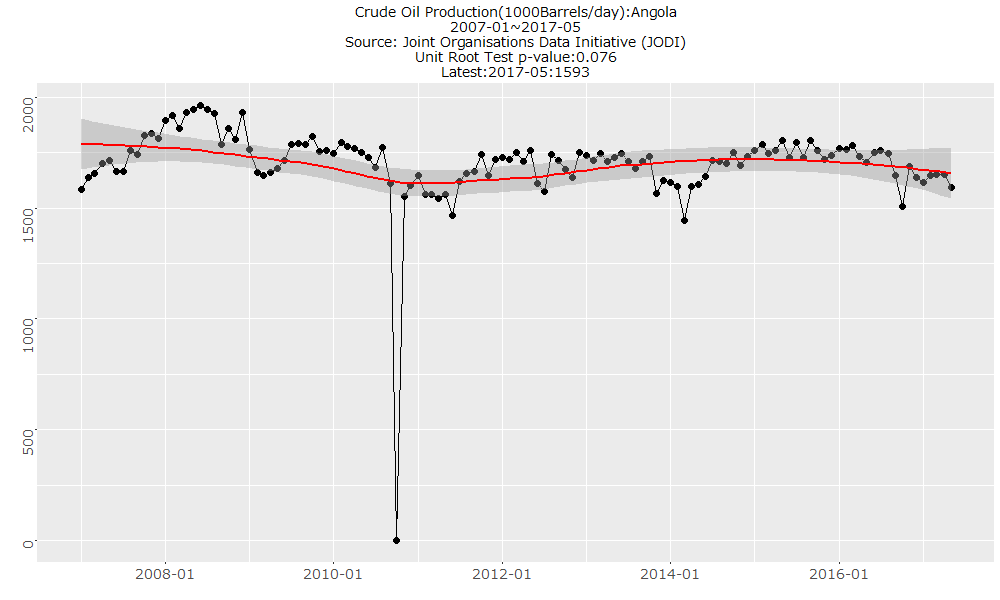 Crude Oil Production(1000Barrels/day):Angola
2007-01~2017-05
Source: Joint Organisations Data Initiative (JODI)
Unit Root Test p-value:0.076
Latest:2017-05:1593
2000
1500
1000
500
0
2008-01 2010-01 2012-01 2014-01 2016-01